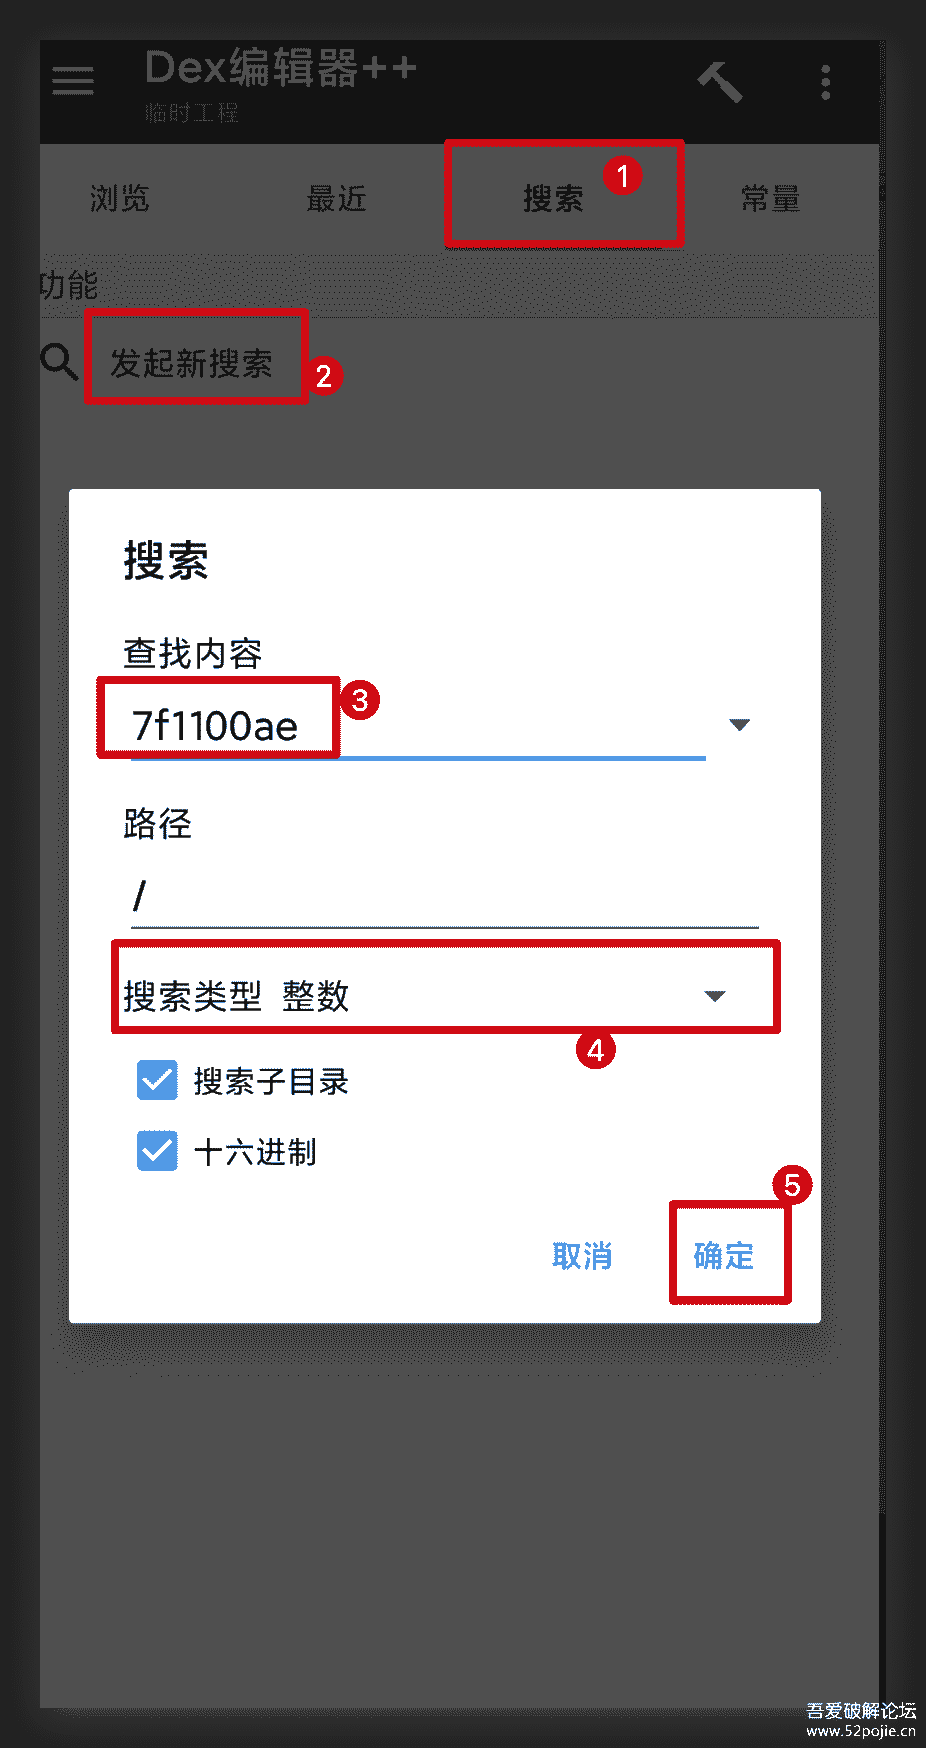 Dex编辑器++
临时工程
浏览 最近 搜索 1 常量
功能
发起新搜索 2
搜索
查找内容
7f1100ae 3
路径
/
搜索类型 整数
4
搜索子目录
十六进制
5
取消 确定
吾爱破解论坛
www.52pojie.cn